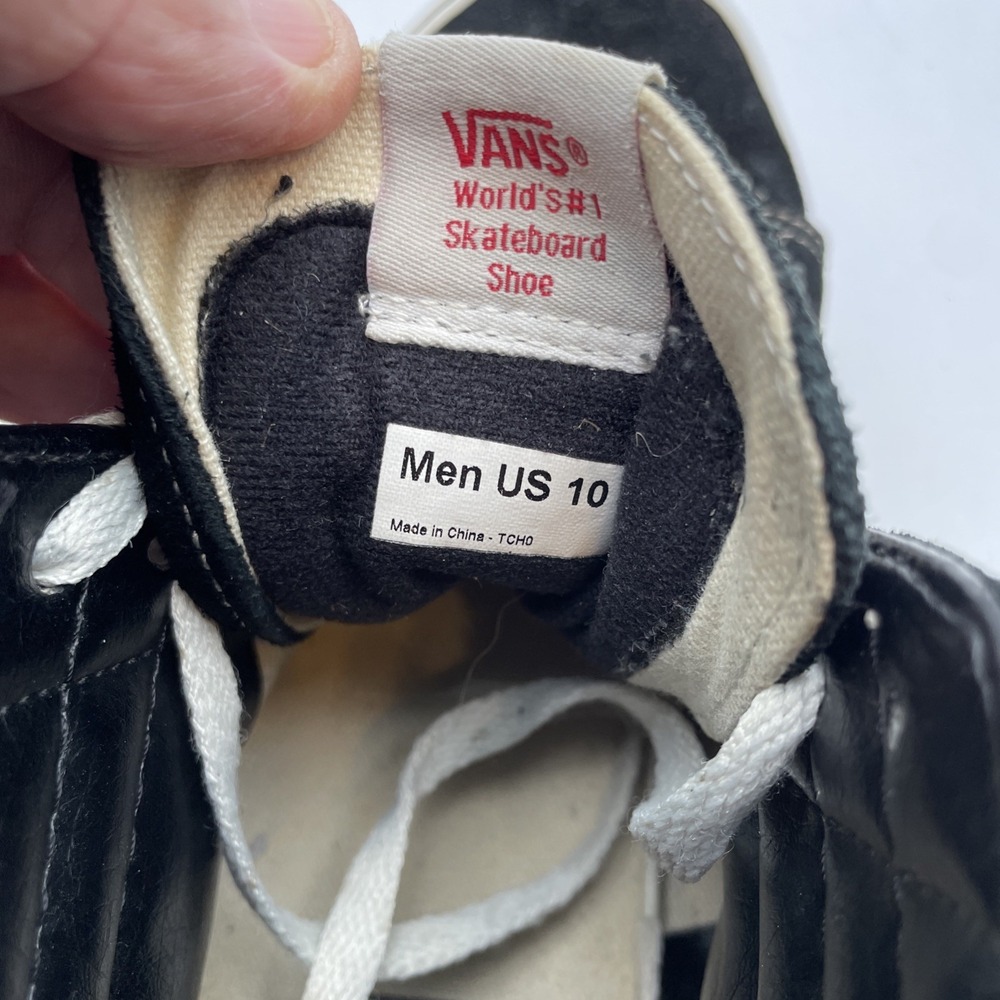 VANS®
World's #1
Skateboard
Shoe
Men US 10
Made in China - TCH0